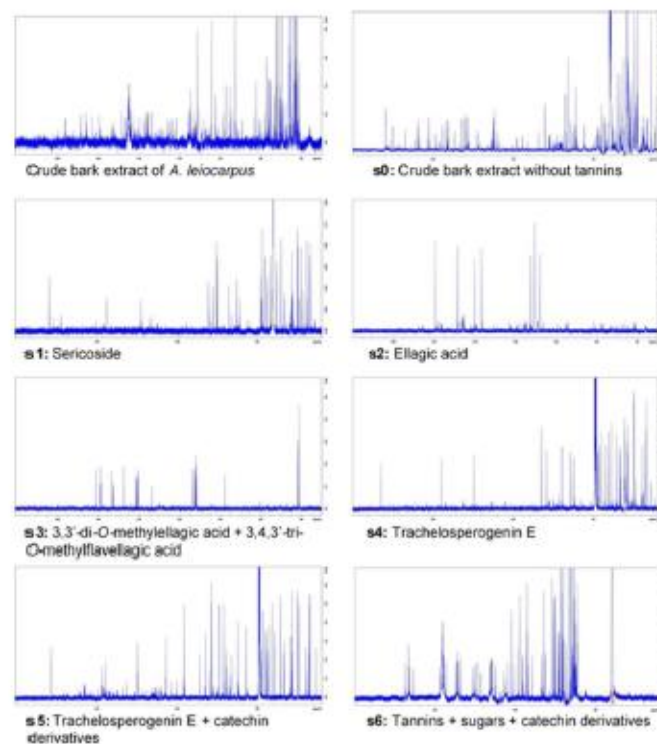 Crude bark extract of A. leiocarpus
s0: Crude bark extract without tannins
s1: Sericoside
s2: Ellagic acid
s3: 3,3'-di-O-methylellagic acid + 3,4,3'-tri-
O-methylflavellagic acid
s4: Trachelosperogenin E
s5: Trachelosperogenin E + catechin
derivatives
s6: Tannins + sugars + catechin derivatives